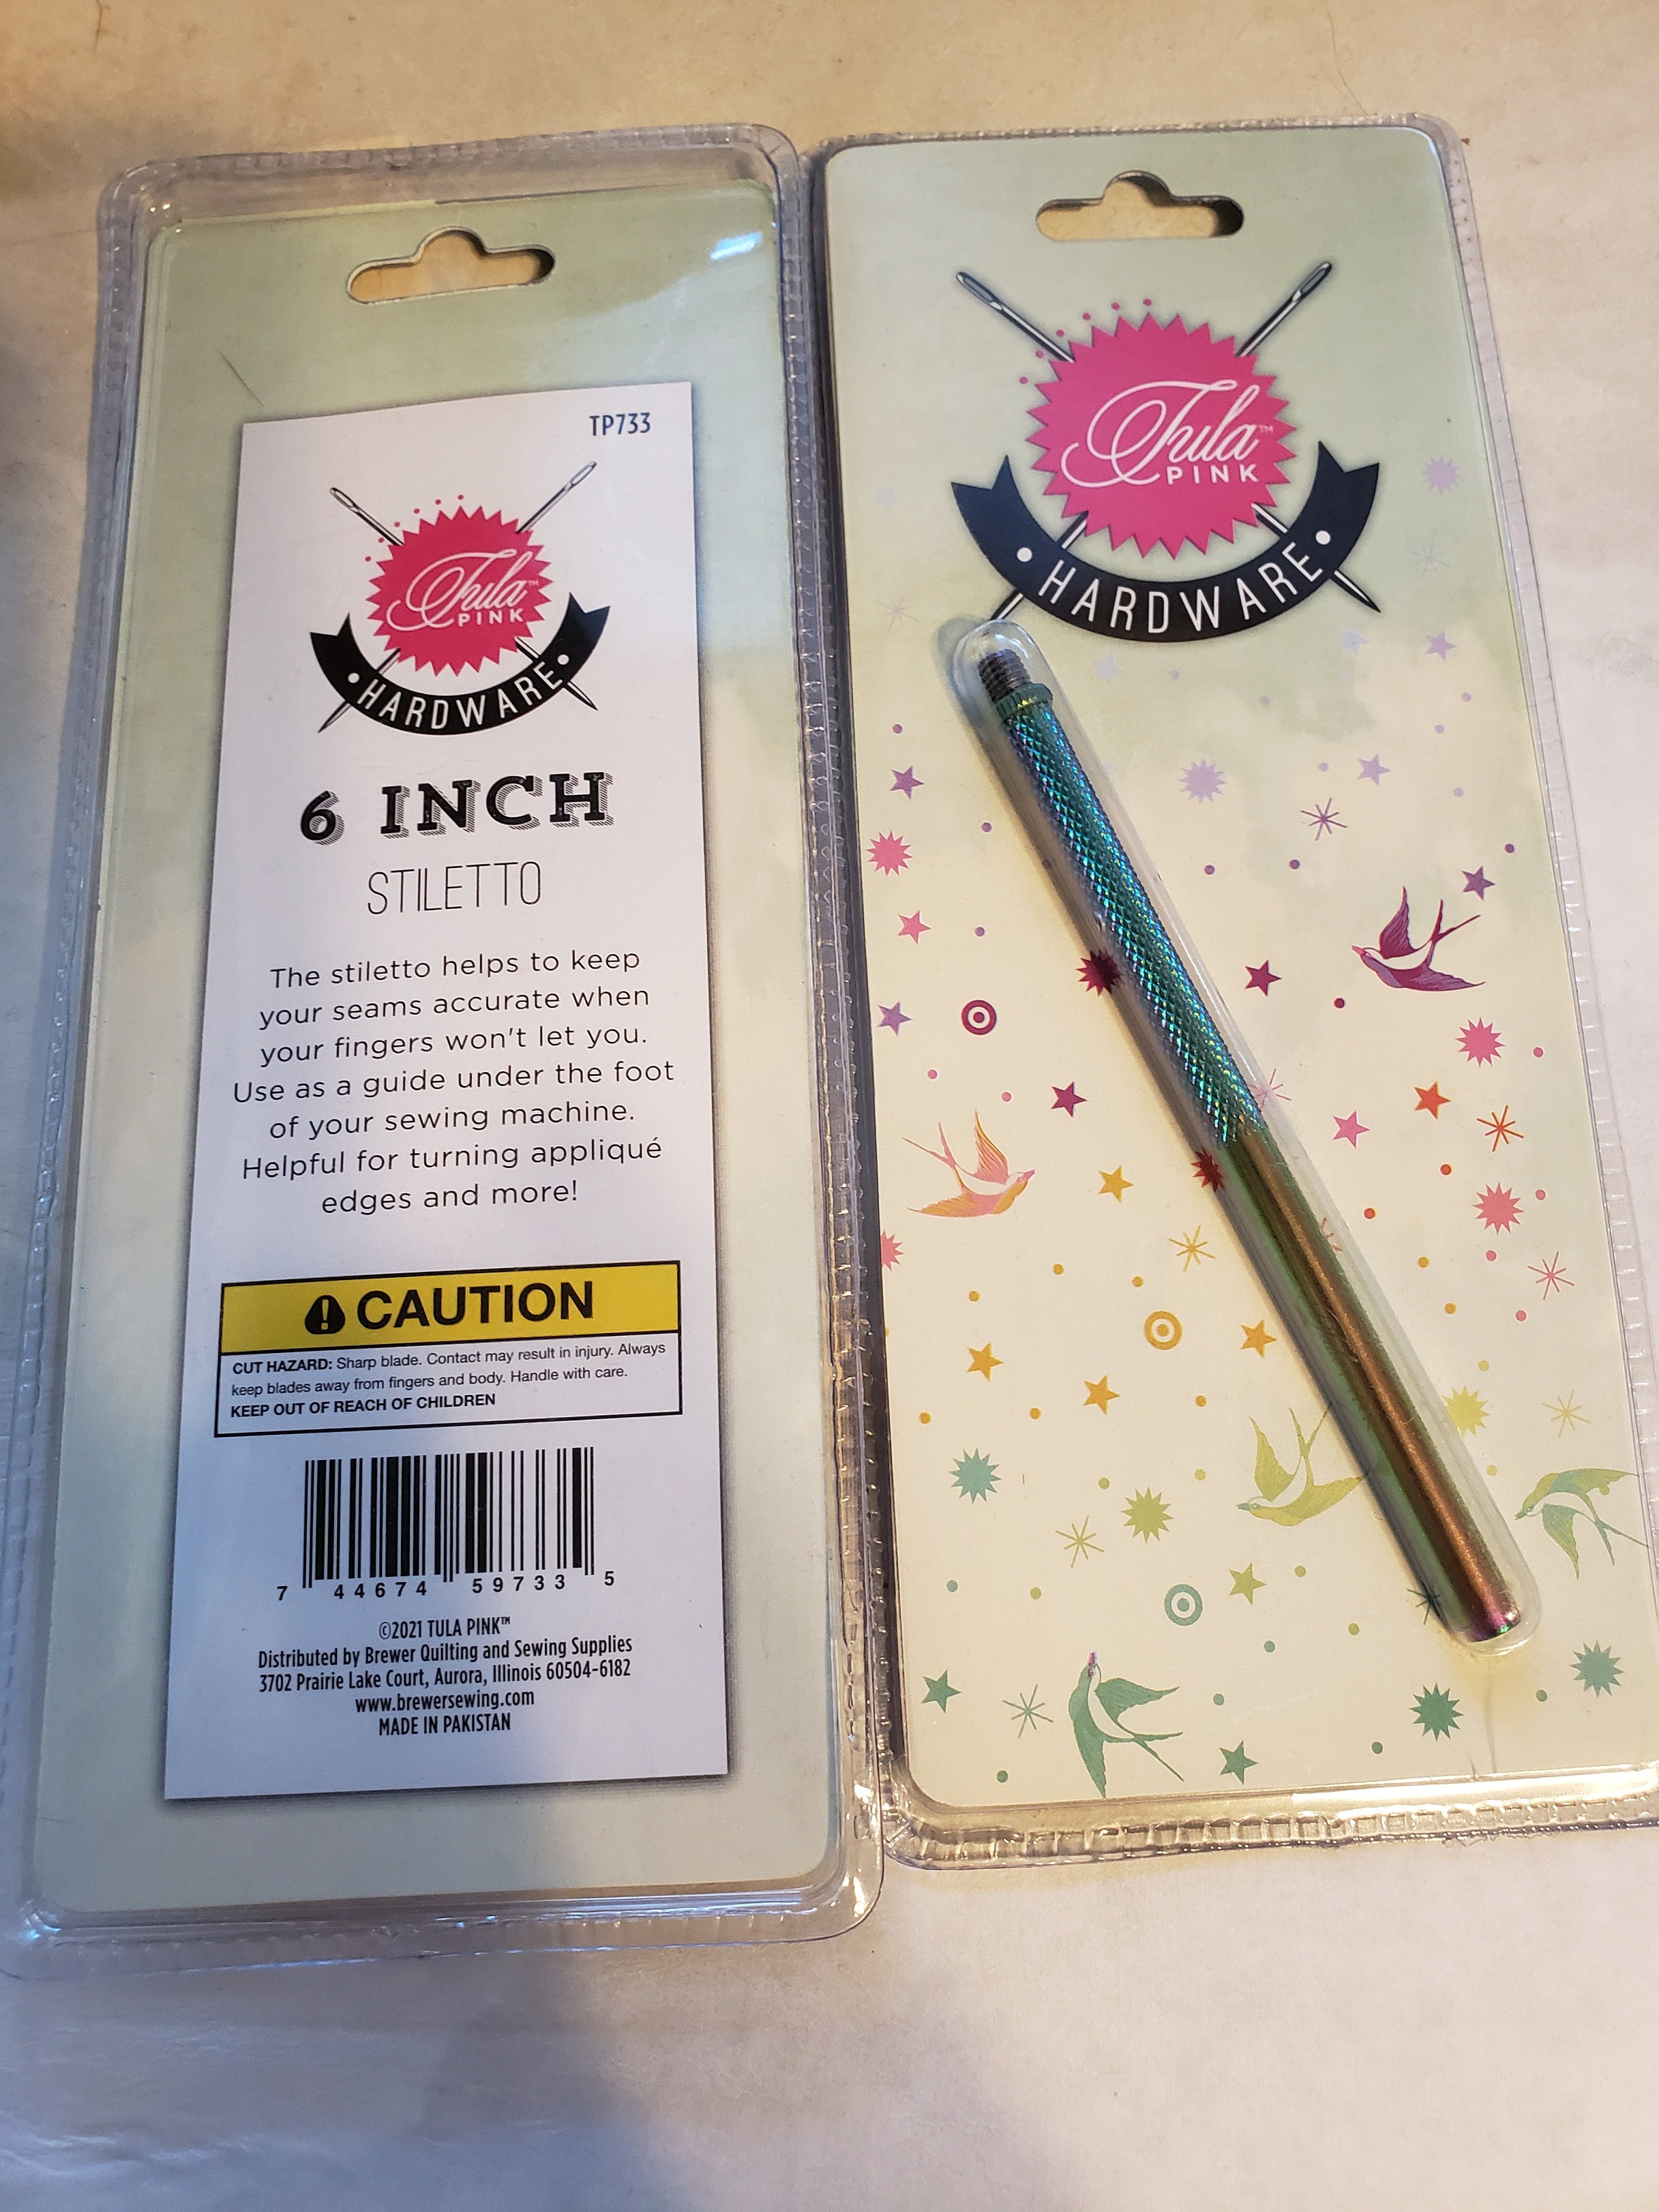 TP733
Tula™
PINK
• HARDWARE •
6 INCH
STILETTO
The stiletto helps to keep
your seams accurate when
your fingers won't let you.
Use as a guide under the foot
of your sewing machine.
Helpful for turning appliqué
edges and more!
CAUTION
CUT HAZARD: Sharp blade. Contact may result in injury. Always
keep blades away from fingers and body. Handle with care.
KEEP OUT OF REACH OF CHILDREN
7 44674 59733 5
©2021 TULA PINK™
Distributed by Brewer Quilting and Sewing Supplies
3702 Prairie Lake Court, Aurora, Illinois 60504-6182
www.brewersewing.com
MADE IN PAKISTAN
Tula™
PINK
• HARDWARE •